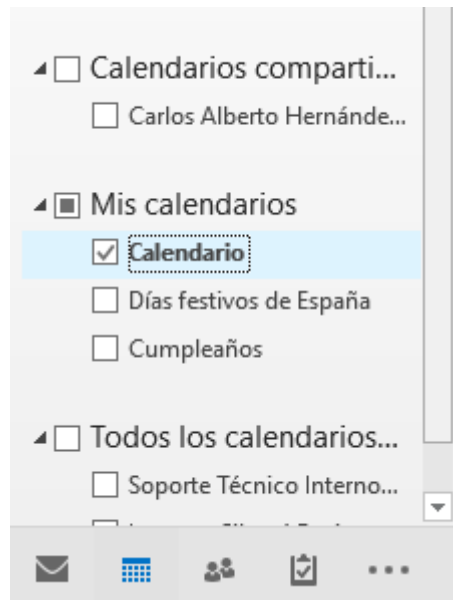 Calendarios comparti...
Carlos Alberto Hernánde...
Mis calendarios
Calendario
Días festivos de España
Cumpleaños
Todos los calendarios...
Soporte Técnico Interno...